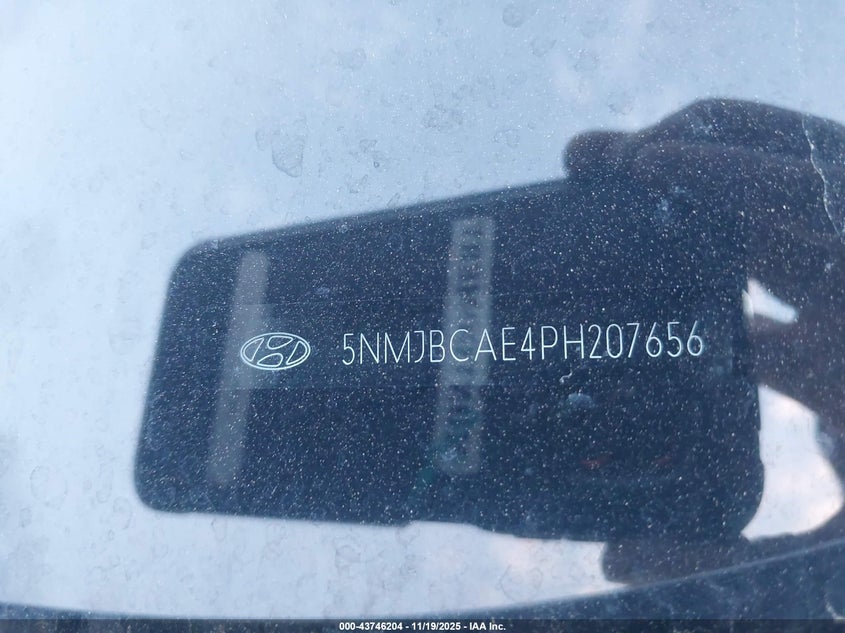 5NMJBCAE4PH207656
000-43746204 - 11/19/2025 - IAA Inc.